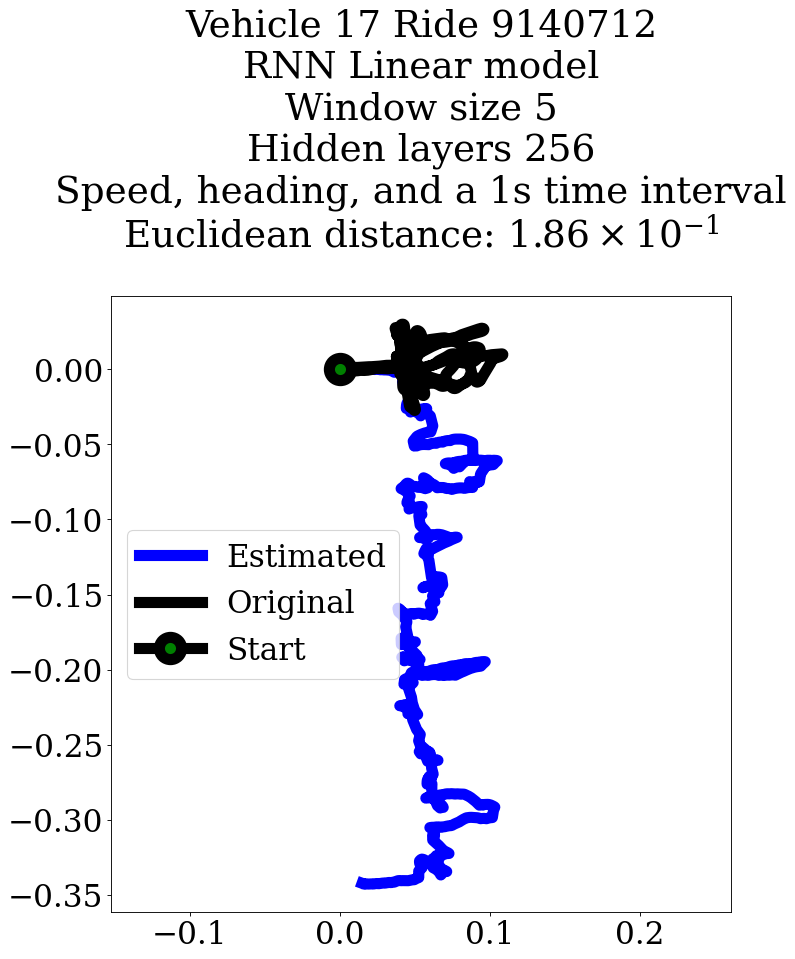 Vehicle 17 Ride 9140712
RNN Linear model
Window size 5
Hidden layers 256
Speed, heading, and a 1s time interval
Euclidean distance: 1.86 × 10⁻¹
0.00
−0.05
−0.10
−0.15
−0.20
−0.25
−0.30
−0.35
Estimated
Original
Start
−0.1
0.0
0.1
0.2